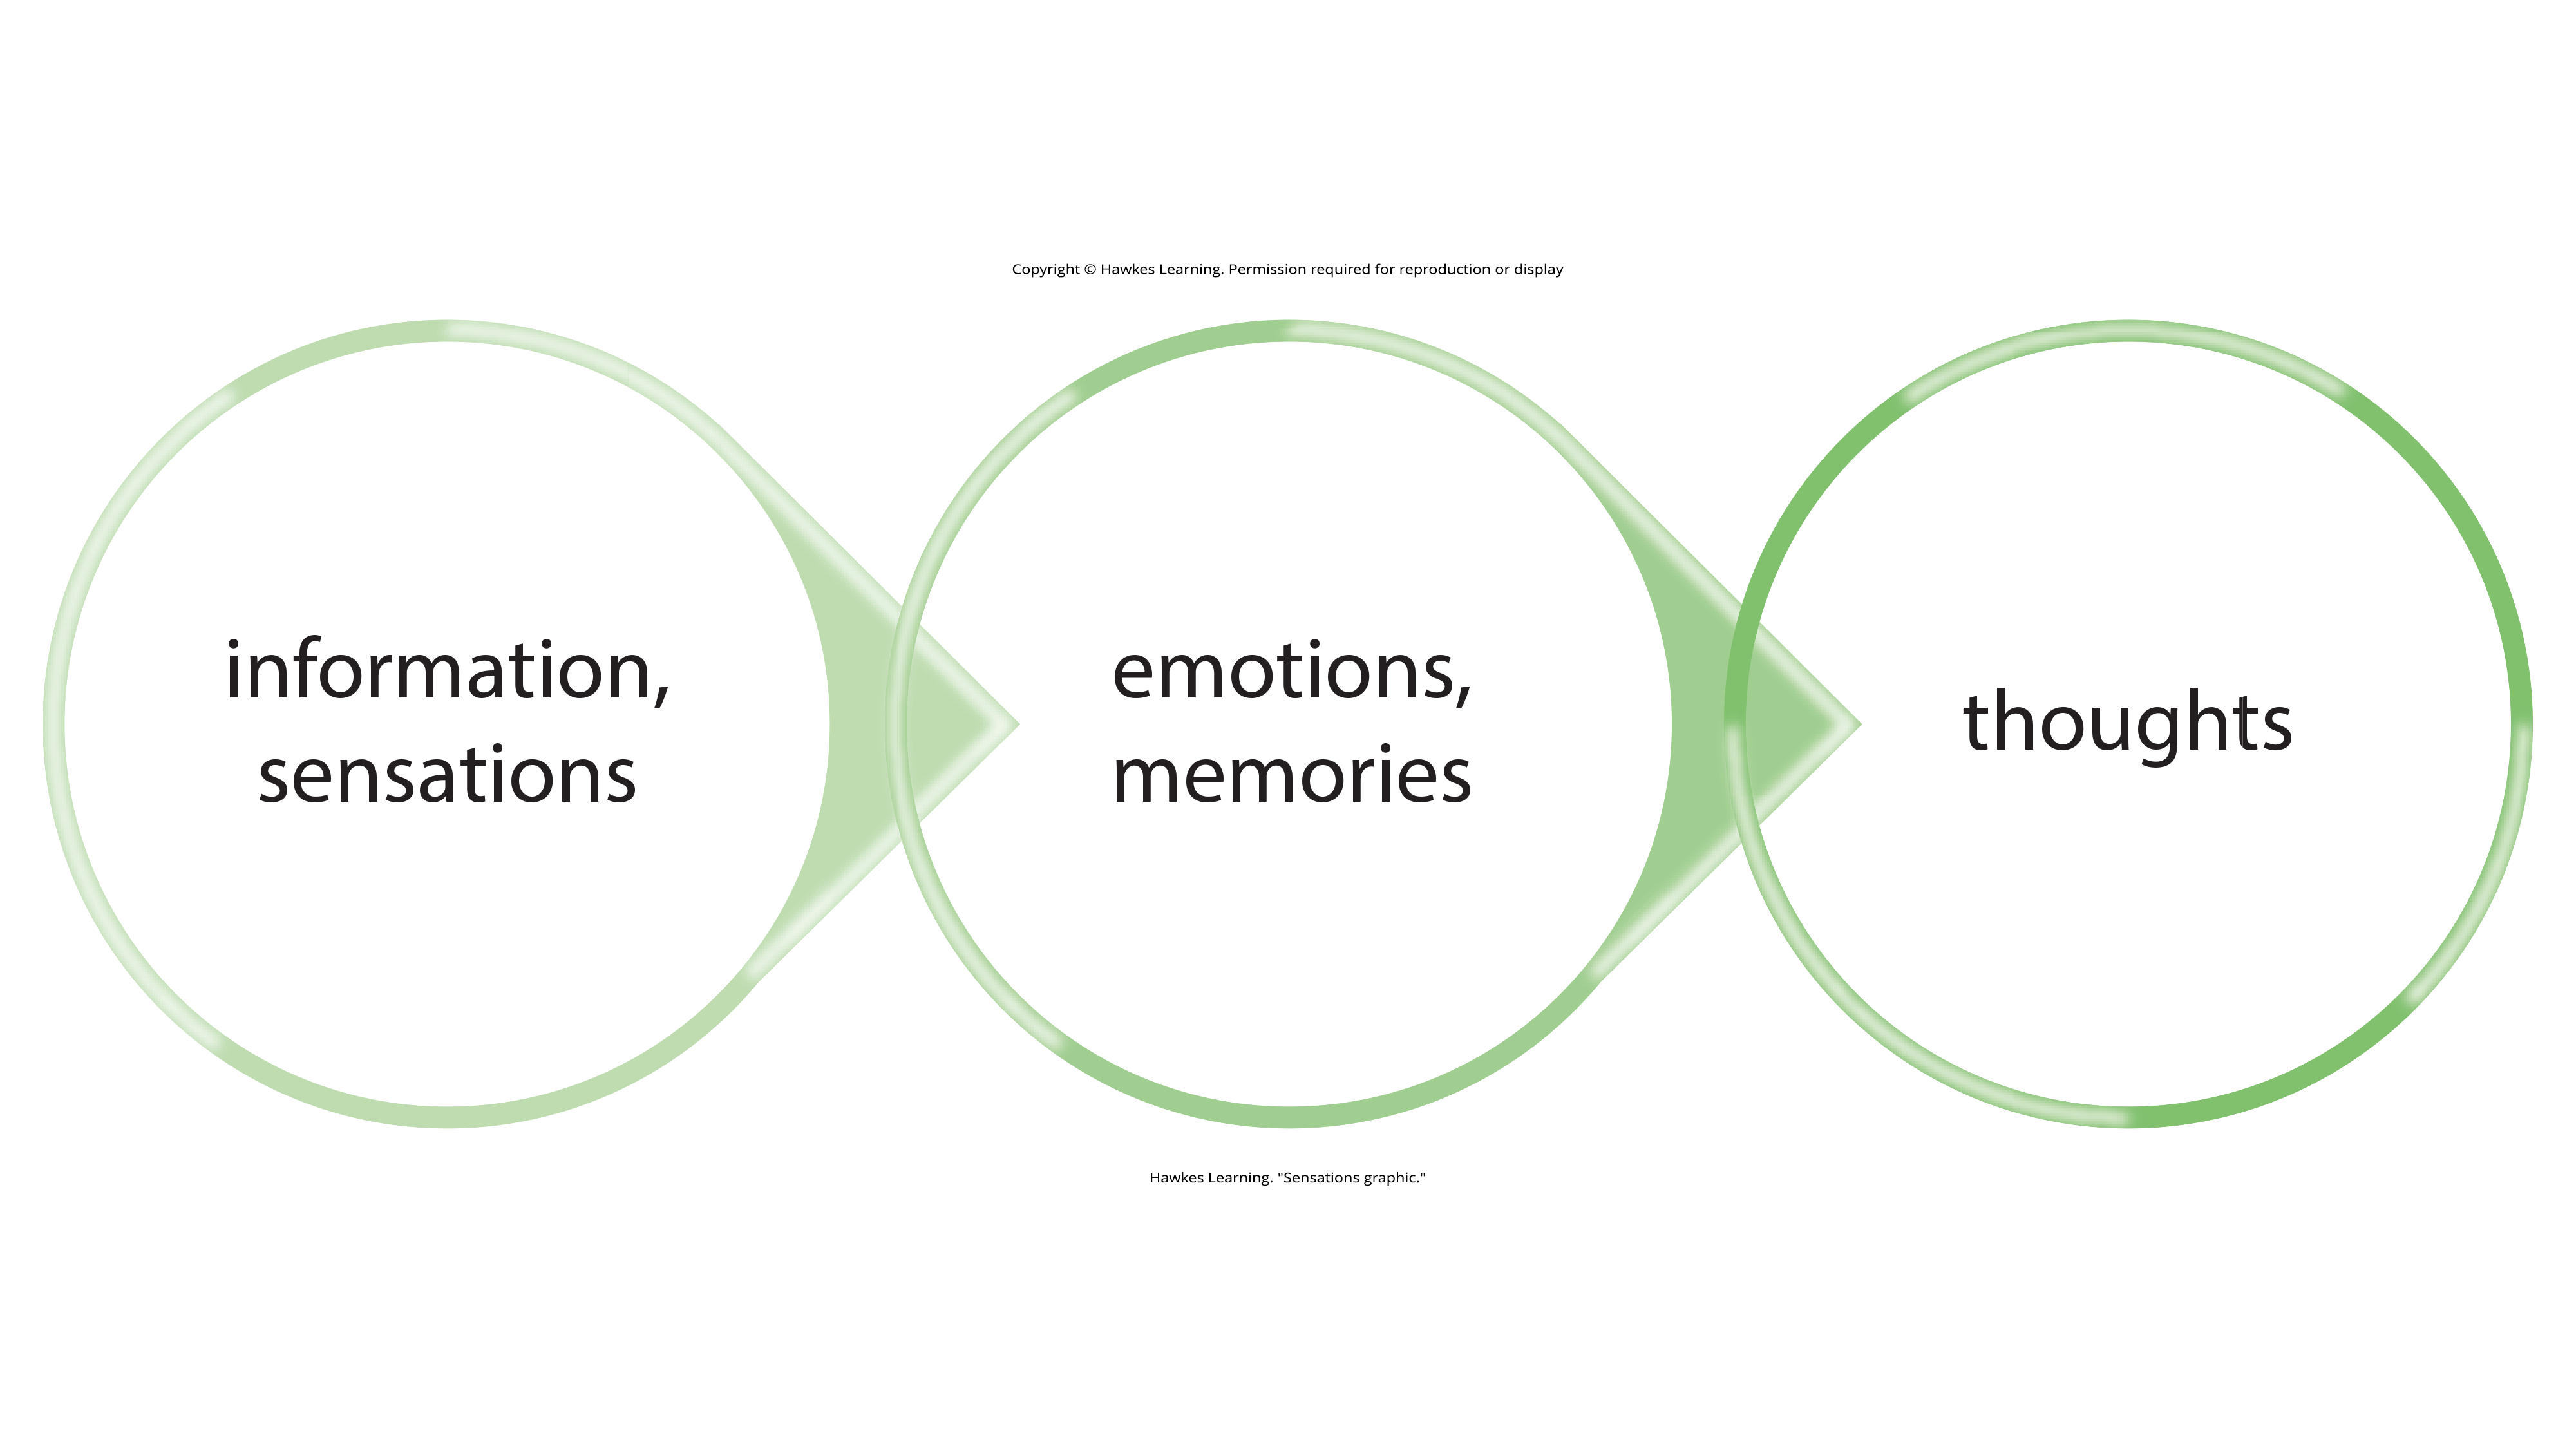 Copyright © Hawkes Learning. Permission required for reproduction or display
information,
sensations
emotions,
memories
thoughts
Hawkes Learning. "Sensations graphic."